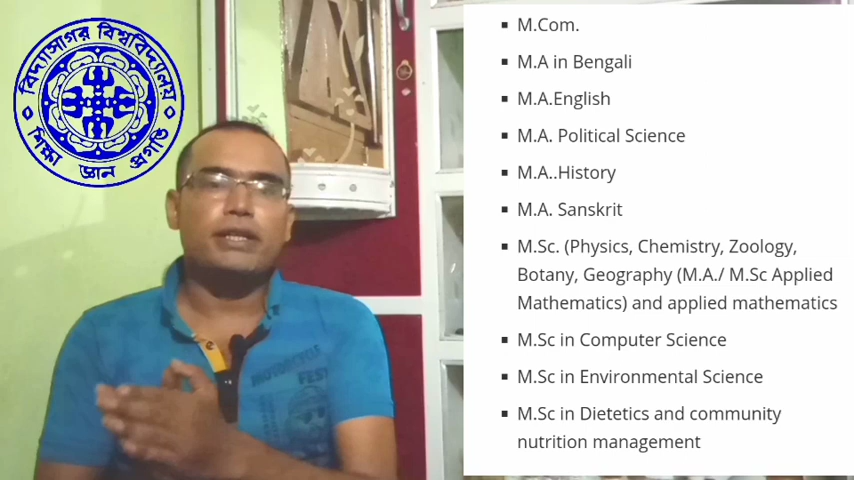 বিদ্যাসাগর বিশ্ববিদ্যালয়
শিক্ষা জ্ঞান প্রগতি
▪ M.Com.
▪ M.A in Bengali
▪ M.A.English
▪ M.A. Political Science
▪ M.A..History
▪ M.A. Sanskrit
▪ M.Sc. (Physics, Chemistry, Zoology,
Botany, Geography (M.A./ M.Sc Applied
Mathematics) and applied mathematics
▪ M.Sc in Computer Science
▪ M.Sc in Environmental Science
▪ M.Sc in Dietetics and community
nutrition management
FEST